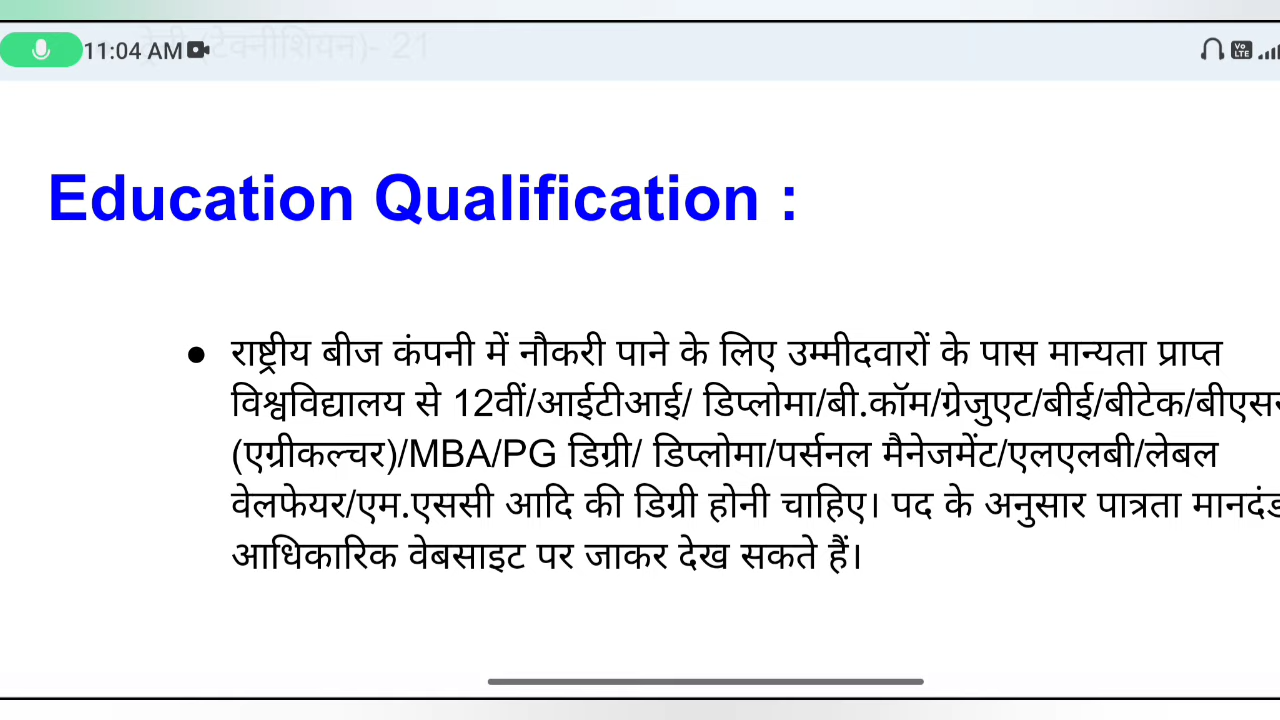 11:04 AM
(टेक्नीशियन)- 21
Education Qualification :
● राष्ट्रीय बीज कंपनी में नौकरी पाने के लिए उम्मीदवारों के पास मान्यता प्राप्त
विश्वविद्यालय से 12वीं/आईटीआई/ डिप्लोमा/बी.कॉम/ग्रेजुएट/बीई/बीटेक/
(एग्रीकल्चर)/MBA/PG डिग्री/ डिप्लोमा/पर्सनल मैनेजमेंट/एलएलबी/लेबल
वेलफेयर/एम.एससी आदि की डिग्री होनी चाहिए। पद के अनुसार पात्रता
आधिकारिक वेबसाइट पर जाकर देख सकते हैं।